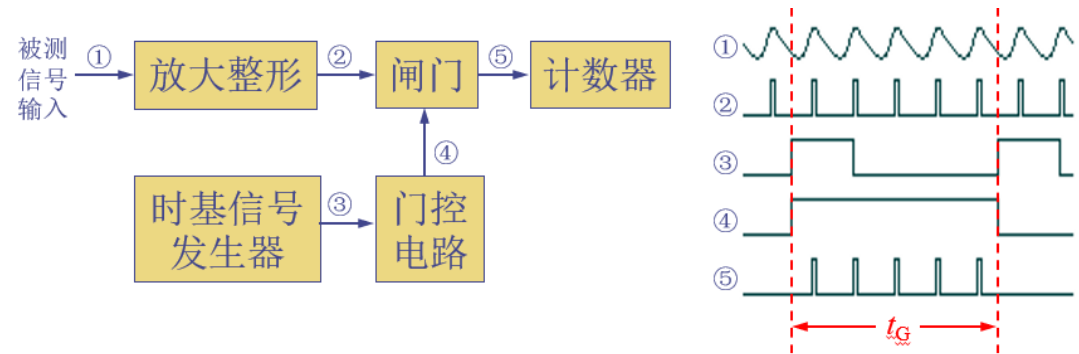 被测
信号
输入
①
放大整形
②
闸门
⑤
计数器
④
时基信号
发生器
③
门控
电路
①
②
③
④
⑤
tG